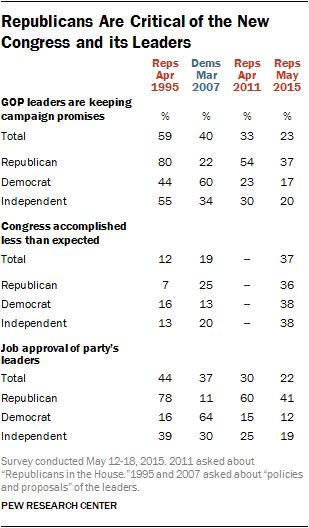 Republicans Are Critical of the New
Congress and its Leaders
Reps Dems Reps Reps
Apr Mar Apr May
1995 2007 2011 2015
GOP leaders are keeping
campaign promises % % % %
Total 59 40 33 23
Republican 80 22 54 37
Democrat 44 60 23 17
Independent 55 34 30 20
Congress accomplished
less than expected
Total 12 19 – 37
Republican 7 25 – 36
Democrat 16 13 – 38
Independent 13 20 – 38
Job approval of party's
leaders
Total 44 37 30 22
Republican 78 11 60 41
Democrat 16 64 15 12
Independent 39 30 25 19
Survey conducted May 12-18, 2015. 2011 asked about
“Republicans in the House.”1995 and 2007 asked about “policies
and proposals” of the leaders.
PEW RESEARCH CENTER